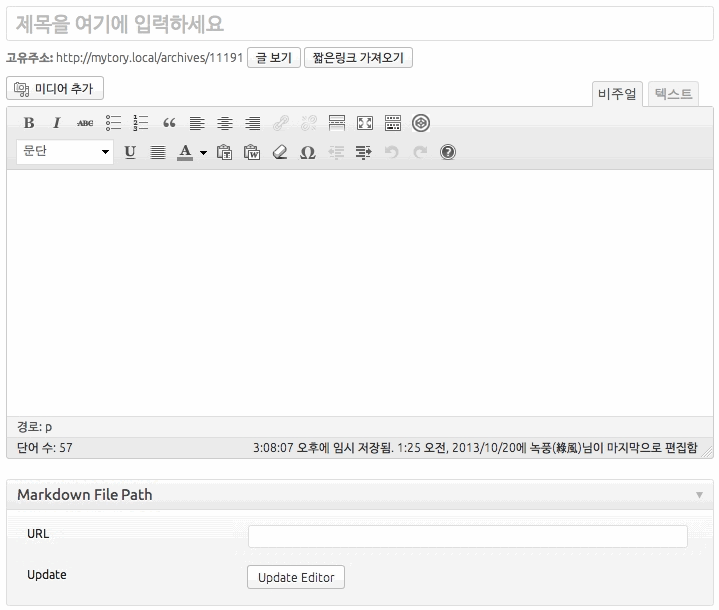 제목을 여기에 입력하세요
고유주소: http://mytory.local/archives/11191 글 보기 짧은링크 가져오기
미디어 추가 비주얼 텍스트
B I ABC
문단 U A T W Ω ?
경로: p
단어 수: 57 3:08:07 오후에 임시 저장됨. 1:25 오전, 2013/10/20에 녹풍(綠風)님이 마지막으로 편집함
Markdown File Path
URL
Update Update Editor